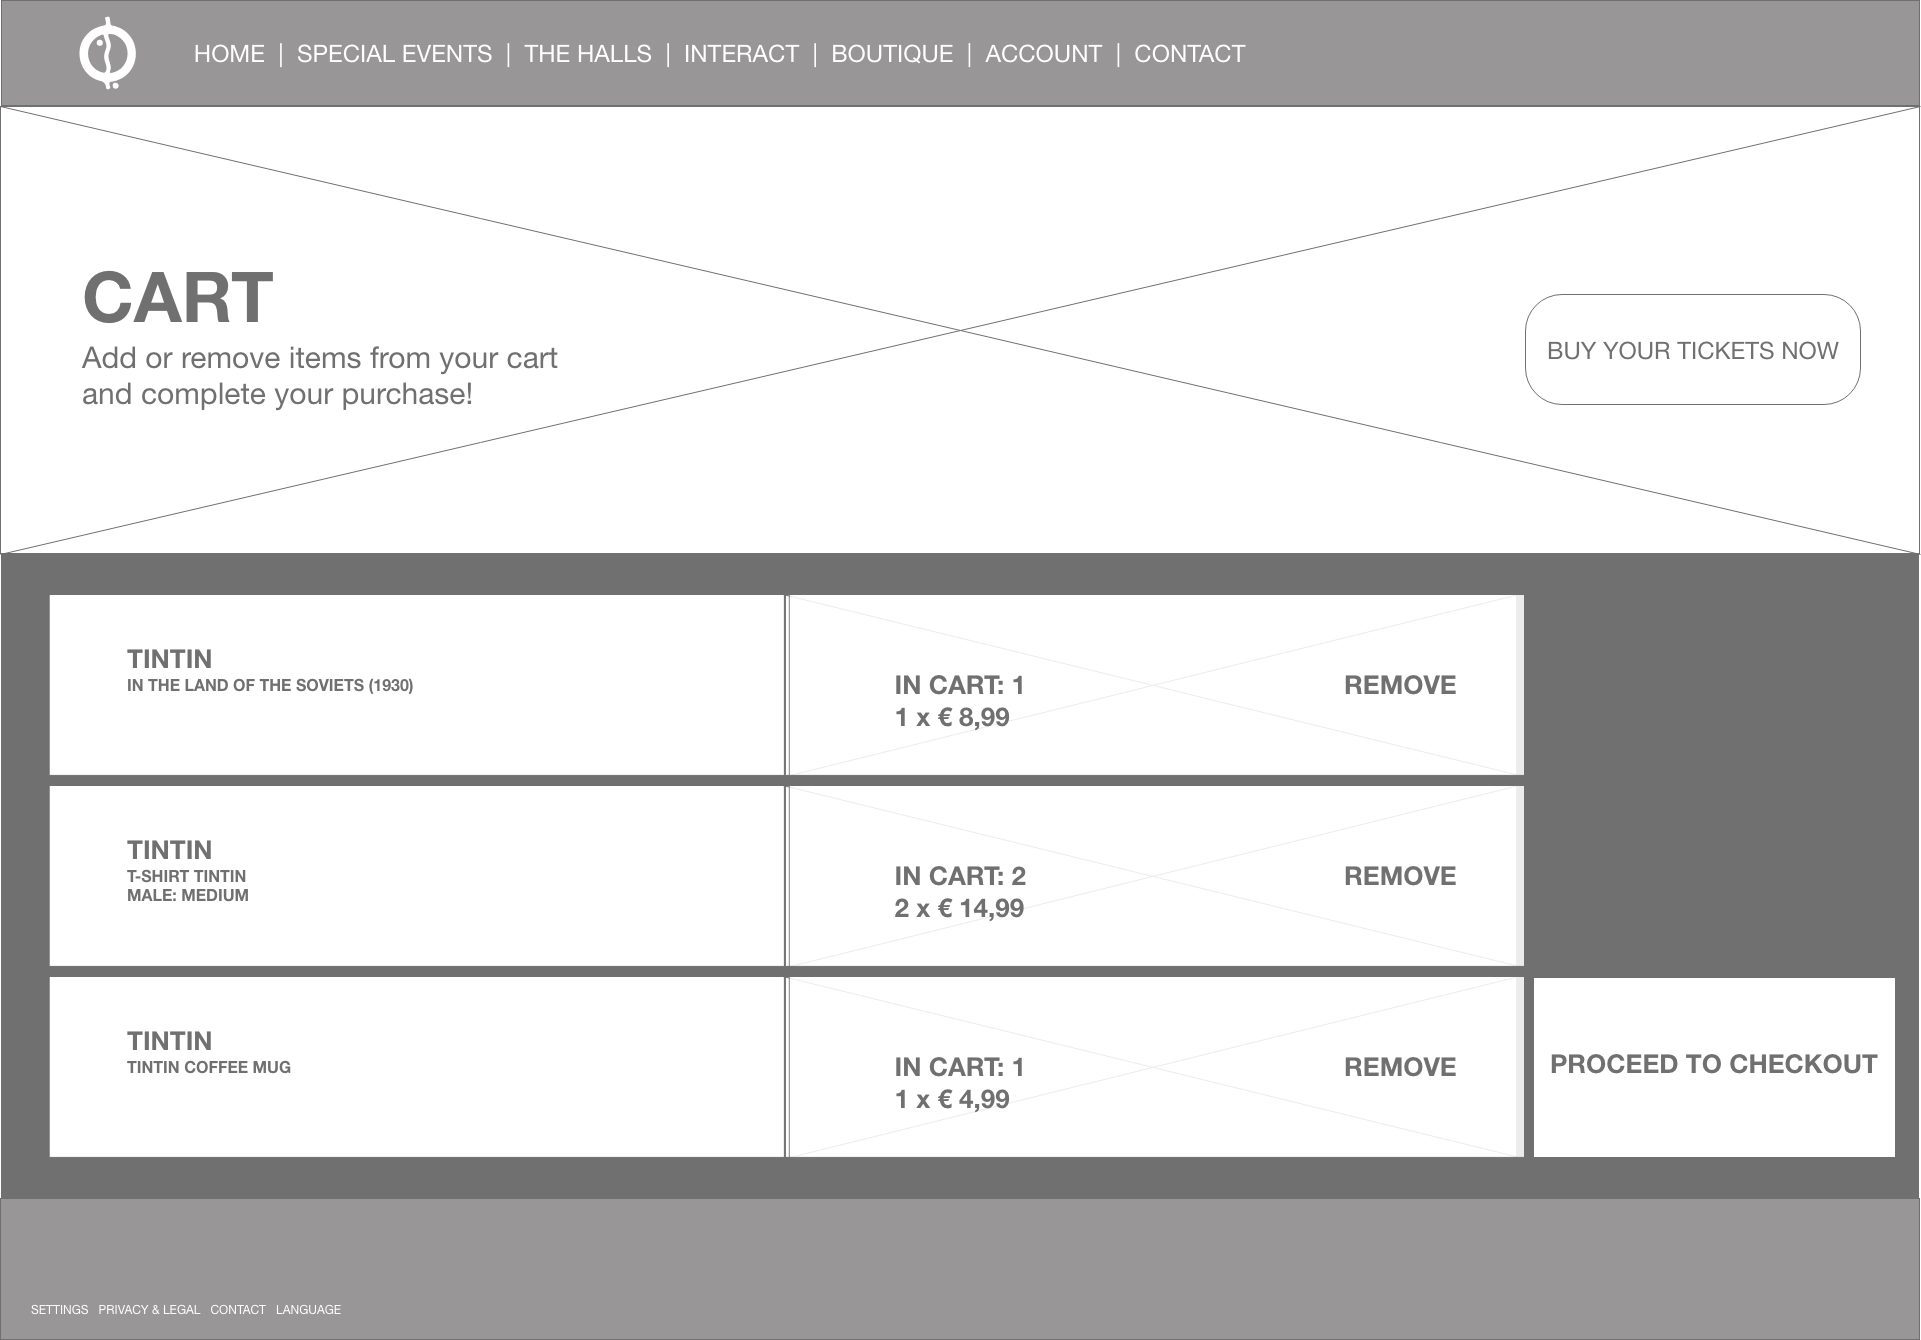 HOME | SPECIAL EVENTS | THE HALLS | INTERACT | BOUTIQUE | ACCOUNT | CONTACT
CART
Add or remove items from your cart
and complete your purchase!
BUY YOUR TICKETS NOW
TINTIN
IN THE LAND OF THE SOVIETS (1930)
IN CART: 1
1 x € 8,99
REMOVE
TINTIN
T-SHIRT TINTIN
MALE: MEDIUM
IN CART: 2
2 x € 14,99
REMOVE
TINTIN
TINTIN COFFEE MUG
IN CART: 1
1 x € 4,99
REMOVE
PROCEED TO CHECKOUT
SETTINGS PRIVACY & LEGAL CONTACT LANGUAGE